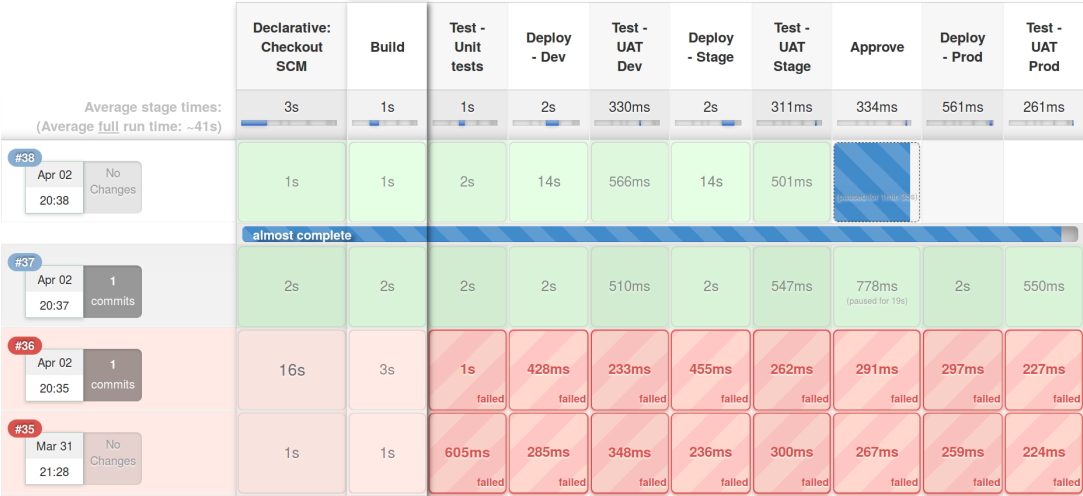 Declarative:
Checkout
SCM
Build
Test -
Unit
tests
Deploy
- Dev
Test -
UAT
Dev
Deploy
- Stage
Test -
UAT
Stage
Approve
Deploy
- Prod
Test -
UAT
Prod
Average stage times:
(Average full run time: ~41s)
3s
1s
1s
2s
330ms
2s
311ms
334ms
561ms
261ms
#38
Apr 02
20:38
No
Changes
1s
1s
2s
14s
566ms
14s
501ms
(paused for
almost complete
#37
Apr 02
20:37
1
commits
2s
2s
2s
2s
510ms
2s
547ms
778ms
(paused for 19s)
2s
550ms
#36
Apr 02
20:35
1
commits
16s
3s
1s
failed
428ms
failed
233ms
failed
455ms
failed
262ms
failed
291ms
failed
297ms
failed
227ms
failed
#35
Mar 31
21:28
No
Changes
1s
1s
605ms
failed
285ms
failed
348ms
failed
236ms
failed
300ms
failed
267ms
failed
259ms
failed
224ms
failed